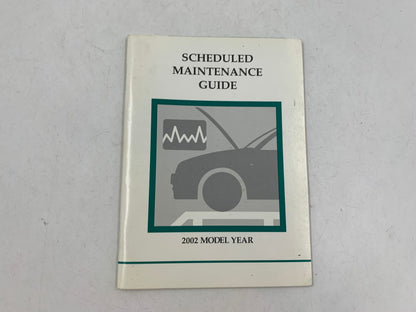 SCHEDULED
MAINTENANCE
GUIDE
2002 MODEL YEAR